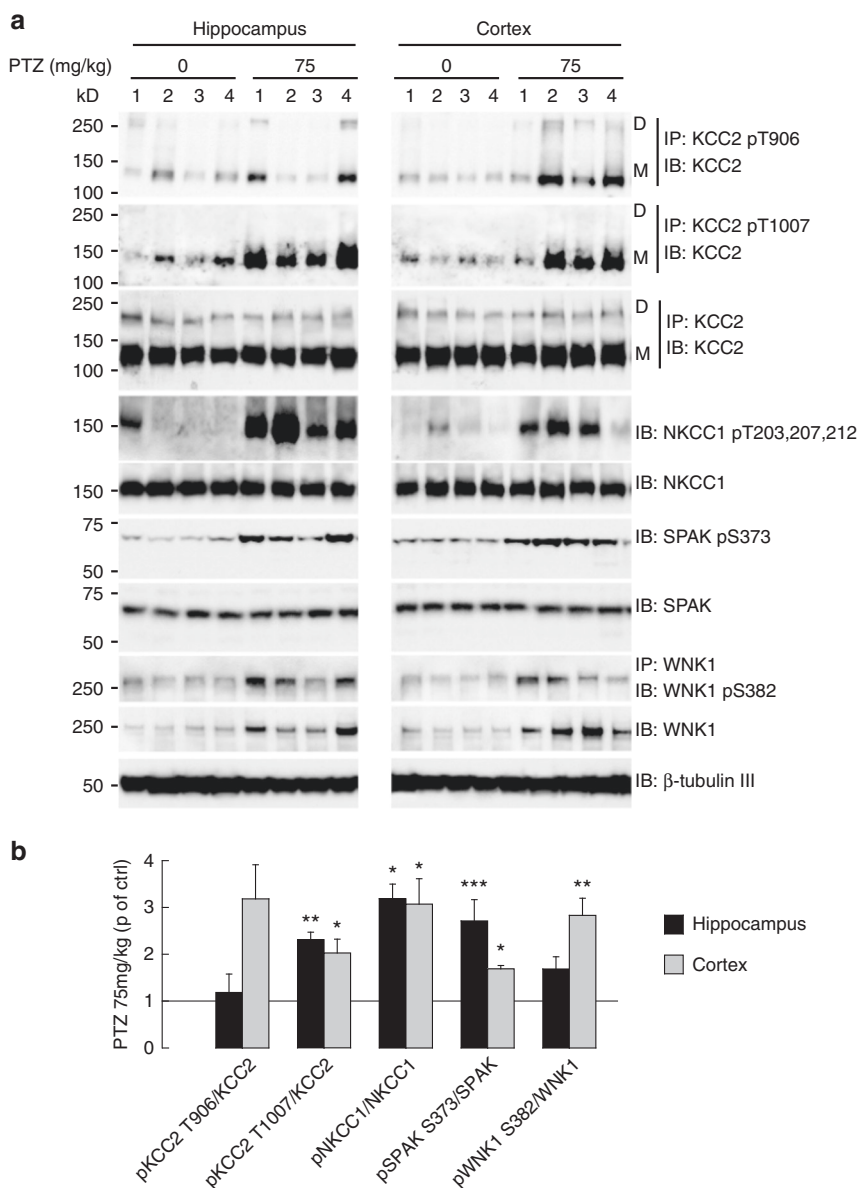 a
Hippocampus Cortex
PTZ (mg/kg) 0 75 0 75
kD 1 2 3 4 1 2 3 4 1 2 3 4 1 2 3 4
250 D
IP: KCC2 pT906
150 M IB: KCC2
100
250 D
IP: KCC2 pT1007
150 M IB: KCC2
100
250 D
IP: KCC2
150 M IB: KCC2
100
150 IB: NKCC1 pT203,207,212
150 IB: NKCC1
75
IB: SPAK pS373
50
75
IB: SPAK
50
IP: WNK1
250 IB: WNK1 pS382
250 IB: WNK1
50 IB: β-tubulin III
b
PTZ 75mg/kg (p of ctrl)
4
3
2
1
0
** * * * *** * **
Hippocampus
Cortex
pKCC2 T906/KCC2
pKCC2 T1007/KCC2
pNKCC1/NKCC1
pSPAK S373/SPAK
pWNK1 S382/WNK1